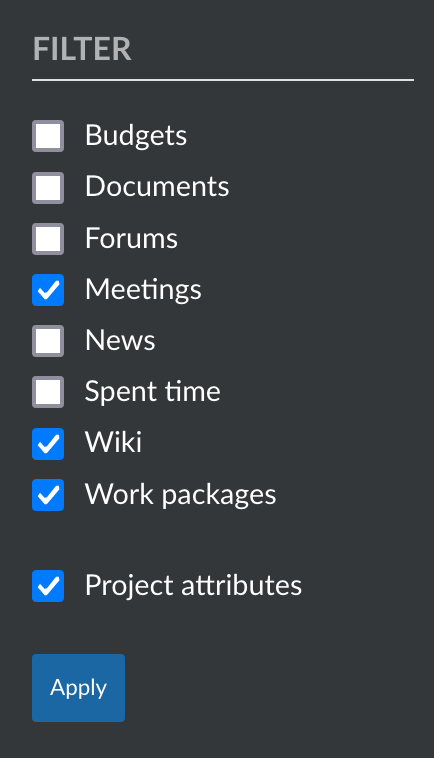 FILTER
Budgets
Documents
Forums
Meetings
News
Spent time
Wiki
Work packages
Project attributes
Apply